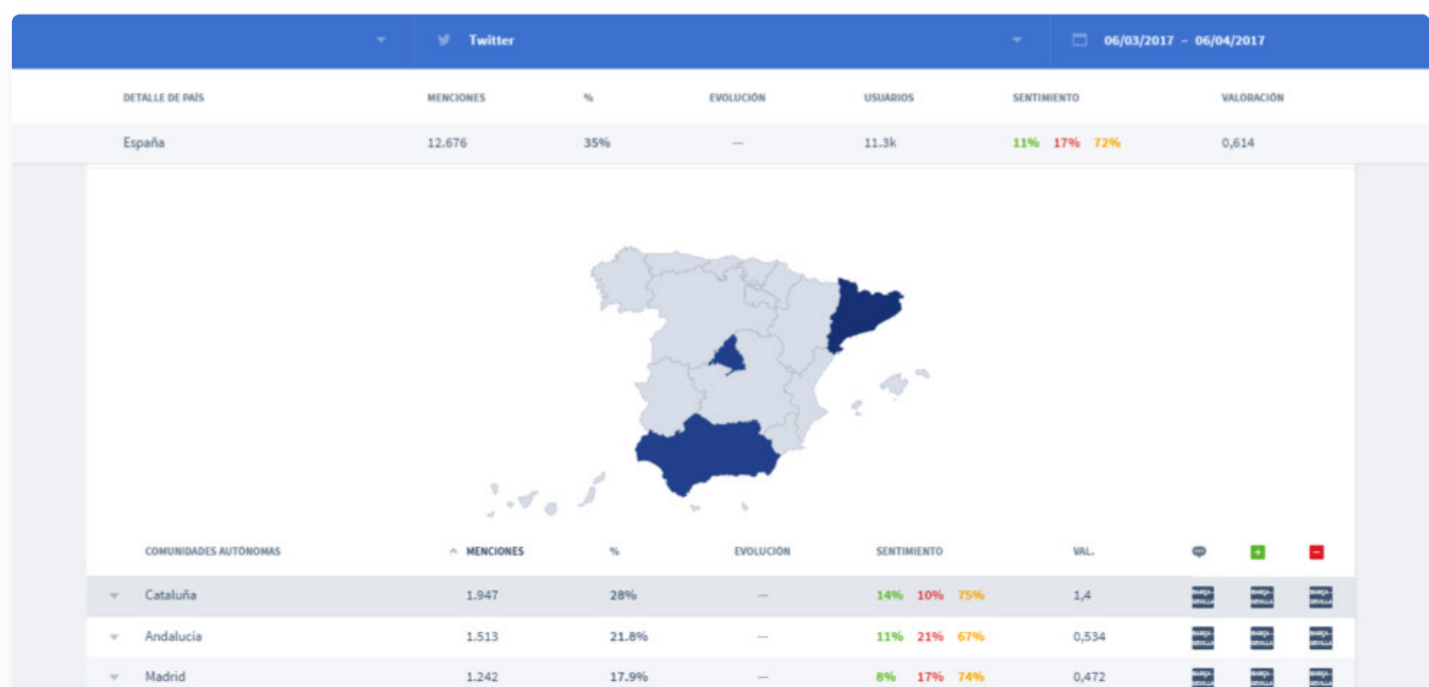 Twitter 06/03/2017 – 06/04/2017
DETALLE DE PAÍS MENCIONES % EVOLUCIÓN USUARIOS SENTIMIENTO VALORACIÓN
España 12.676 35% — 11.3k 11% 17% 72% 0,614
COMUNIDADES AUTÓNOMAS MENCIONES % EVOLUCIÓN SENTIMIENTO VAL.
Cataluña 1.947 28% — 14% 10% 75% 1,4
Andalucía 1.513 21.8% — 11% 21% 67% 0,534
Madrid 1.242 17.9% — 8% 17% 74% 0,472